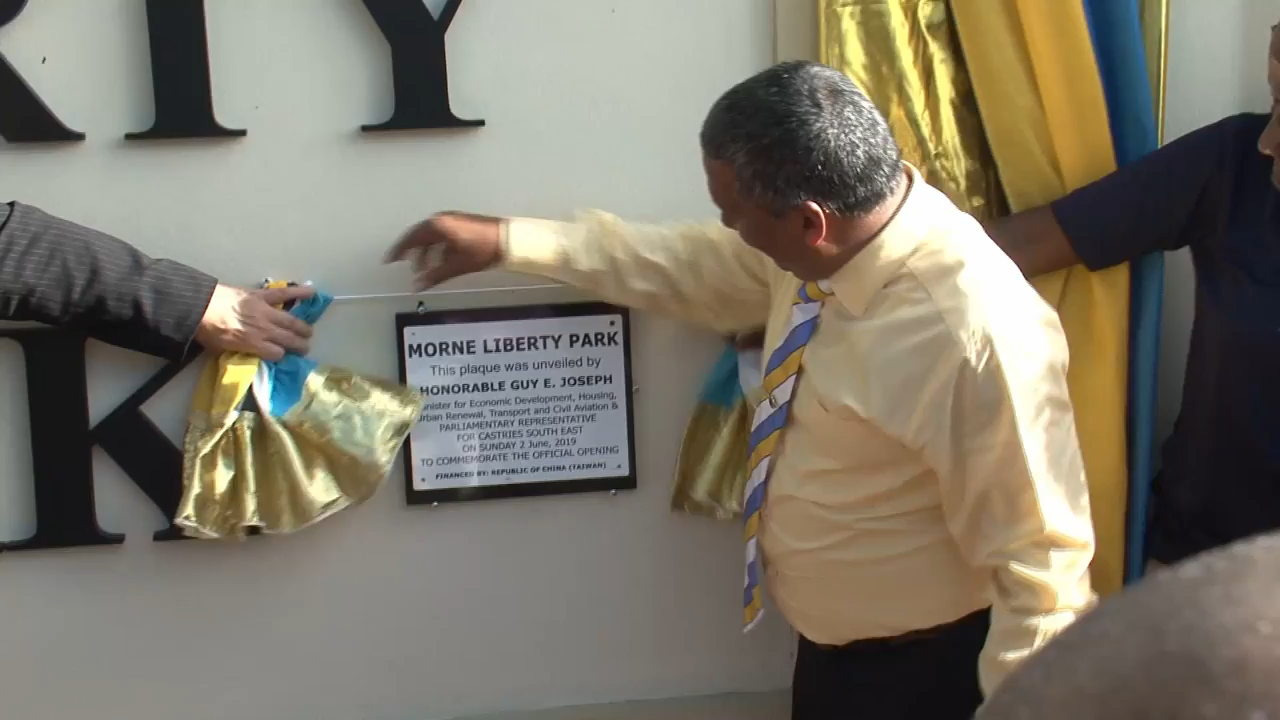 RTY
K
MORNE LIBERTY PARK
This plaque was unveiled by
HONORABLE GUY E. JOSEPH
inister for Economic Development, Housing,
Urban Renewal, Transport and Civil Aviation &
PARLIAMENTARY REPRESENTATIVE
FOR CASTRIES SOUTH EAST
ON SUNDAY 2 June, 2019
TO COMMEMORATE THE OFFICIAL OPENING
FINANCED BY: REPUBLIC OF CHINA (TAIWAN)